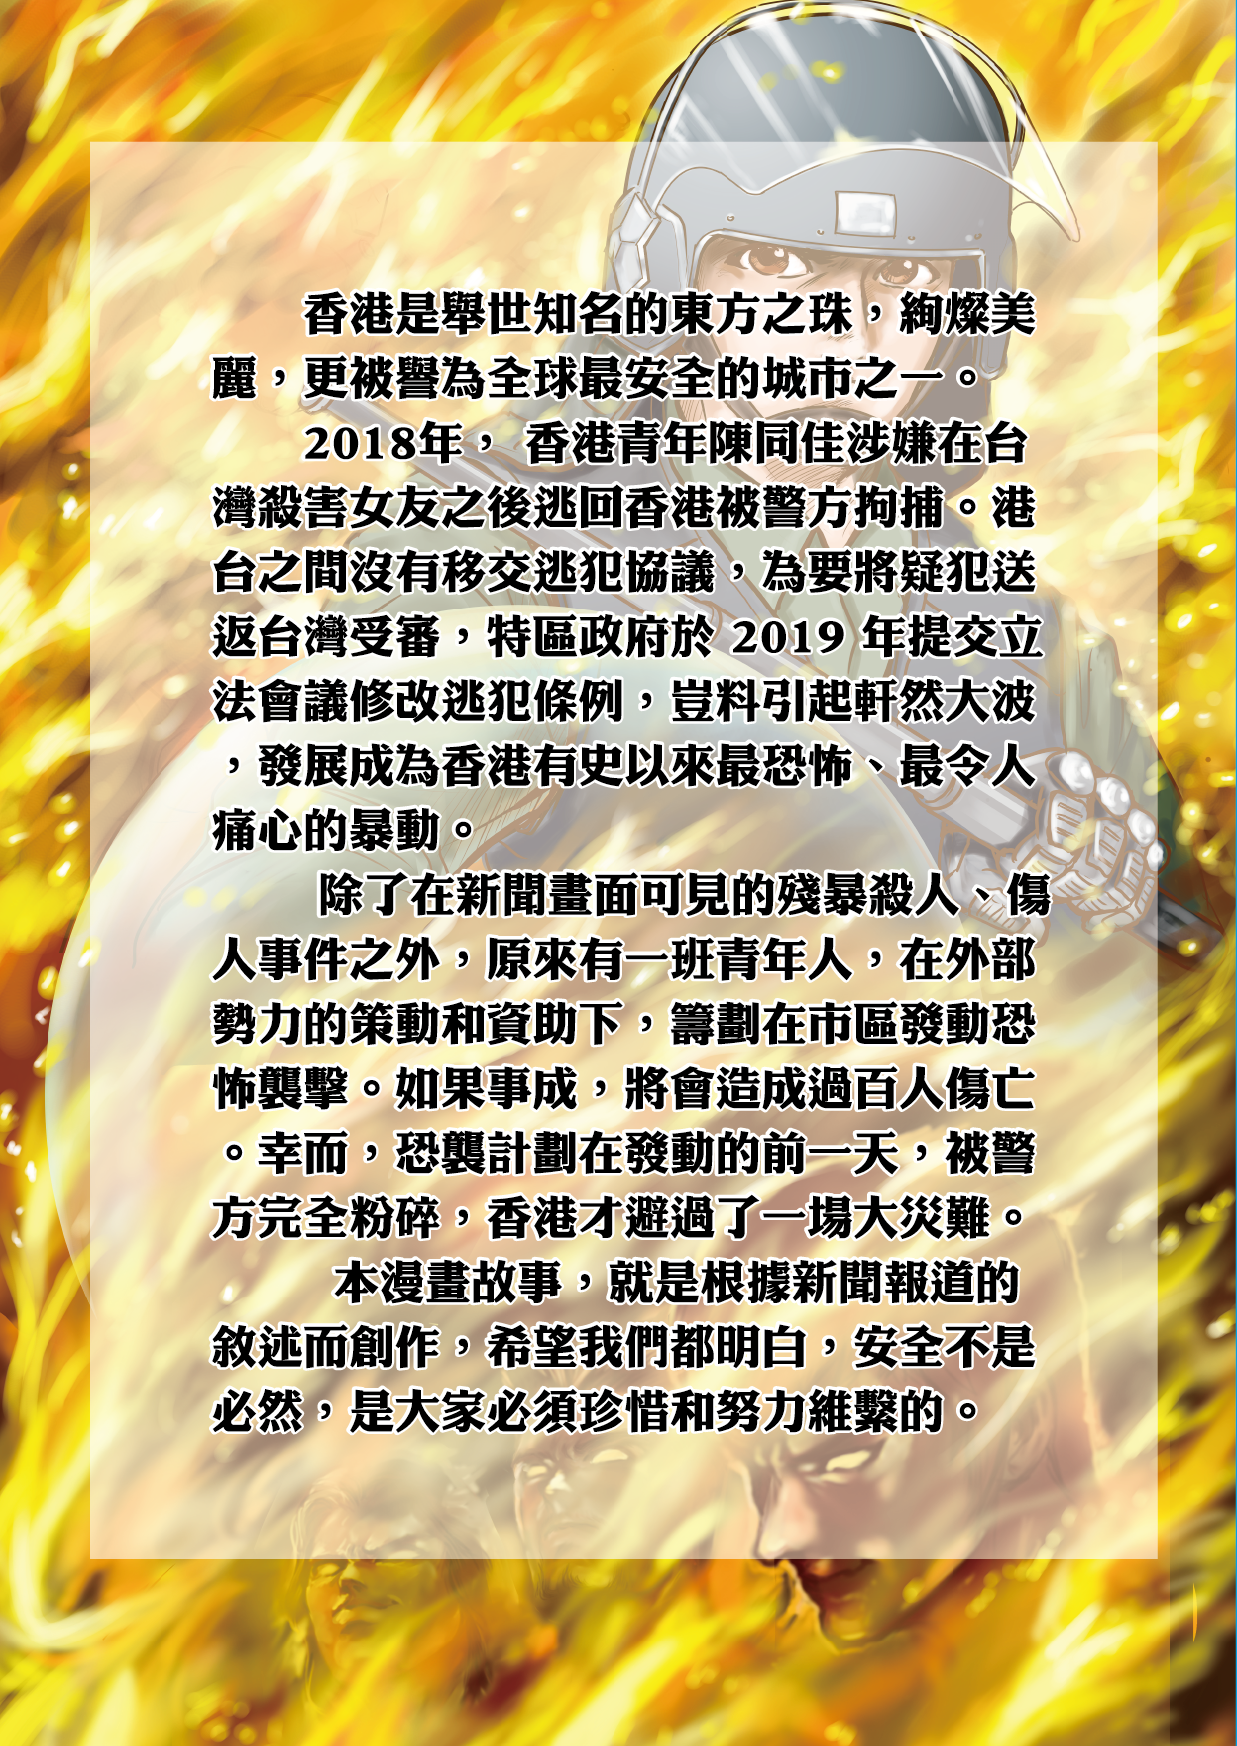 香港是舉世知名的東方之珠，絢燦美
麗，更被譽為全球最安全的城市之一。
2018年， 香港青年陳同佳涉嫌在台
灣殺害女友之後逃回香港被警方拘捕。港
台之間沒有移交逃犯協議，為要將疑犯送
返台灣受審，特區政府於 2019 年提交立
法會議修改逃犯條例，豈料引起軒然大波
，發展成為香港有史以來最恐怖、最令人
痛心的暴動。
除了在新聞畫面可見的殘暴殺人、傷
人事件之外，原來有一班青年人，在外部
勢力的策動和資助下，籌劃在市區發動恐
怖襲擊。如果事成，將會造成過百人傷亡
。幸而，恐襲計劃在發動的前一天，被警
方完全粉碎，香港才避過了一場大災難。
本漫畫故事，就是根據新聞報道的
敘述而創作，希望我們都明白，安全不是
必然，是大家必須珍惜和努力維繫的。